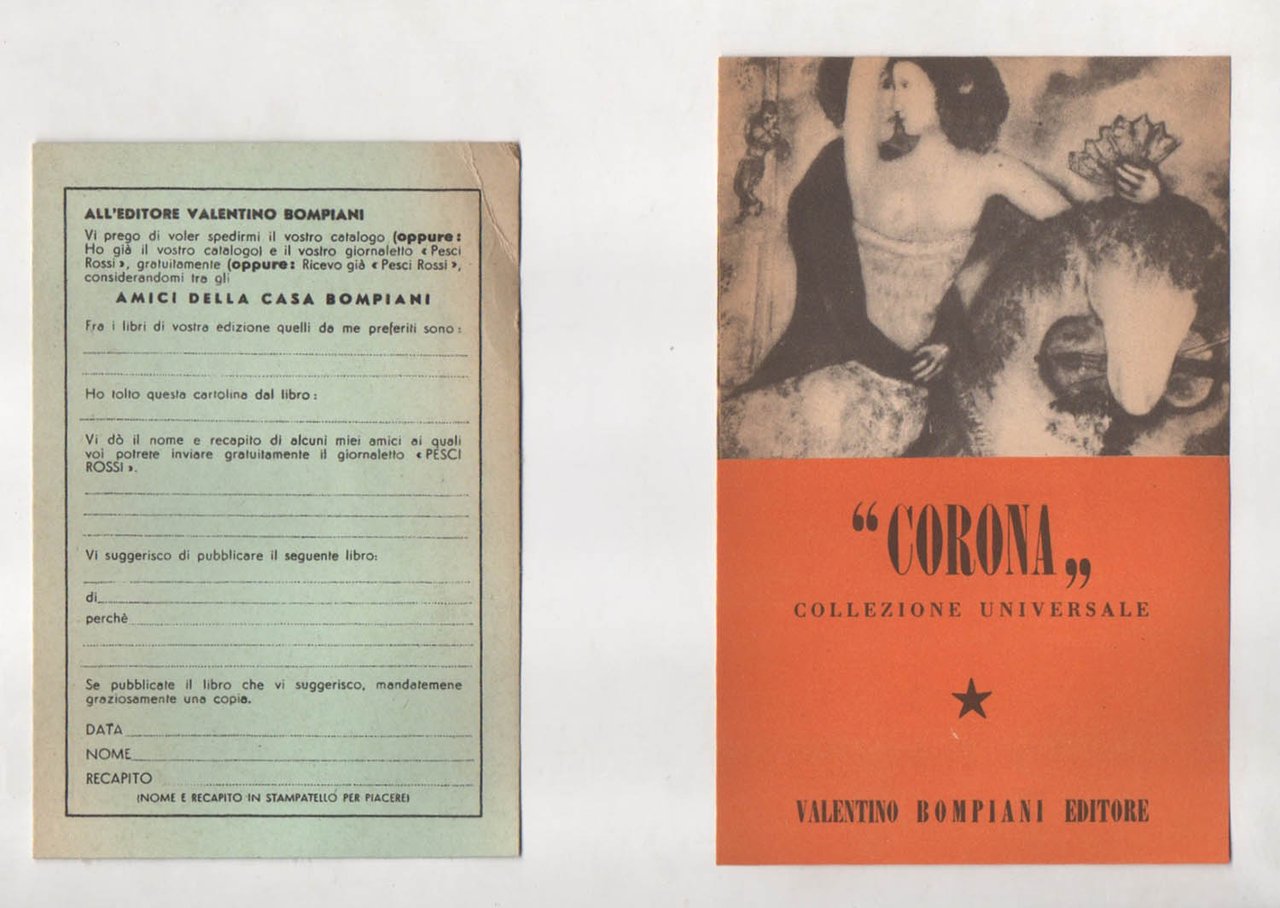 ALL'EDITORE VALENTINO BOMPIANI
Vi prego di voler spedirmi il vostro catalogo (oppure:
Ho già il vostro catalogo) e il vostro giornaletto « Pesci
Rossi », gratuitamente (oppure: Ricevo già « Pesci Rossi »,
considerandomi tra gli
AMICI DELLA CASA BOMPIANI
Fra i libri di vostra edizione quelli da me preferiti sono:
Ho tolto questa cartolina dal libro:
Vi dò il nome e recapito di alcuni miei amici ai quali
voi potrete inviare gratuitamente il giornaletto « PESCI
ROSSI ».
Vi suggerisco di pubblicare il seguente libro:
di
perchè
Se pubblicate il libro che vi suggerisco, mandatemene
graziosamente una copia.
DATA
NOME
RECAPITO
(NOME E RECAPITO IN STAMPATELLO PER PIACERE)
“CORONA„
COLLEZIONE UNIVERSALE
VALENTINO BOMPIANI EDITORE